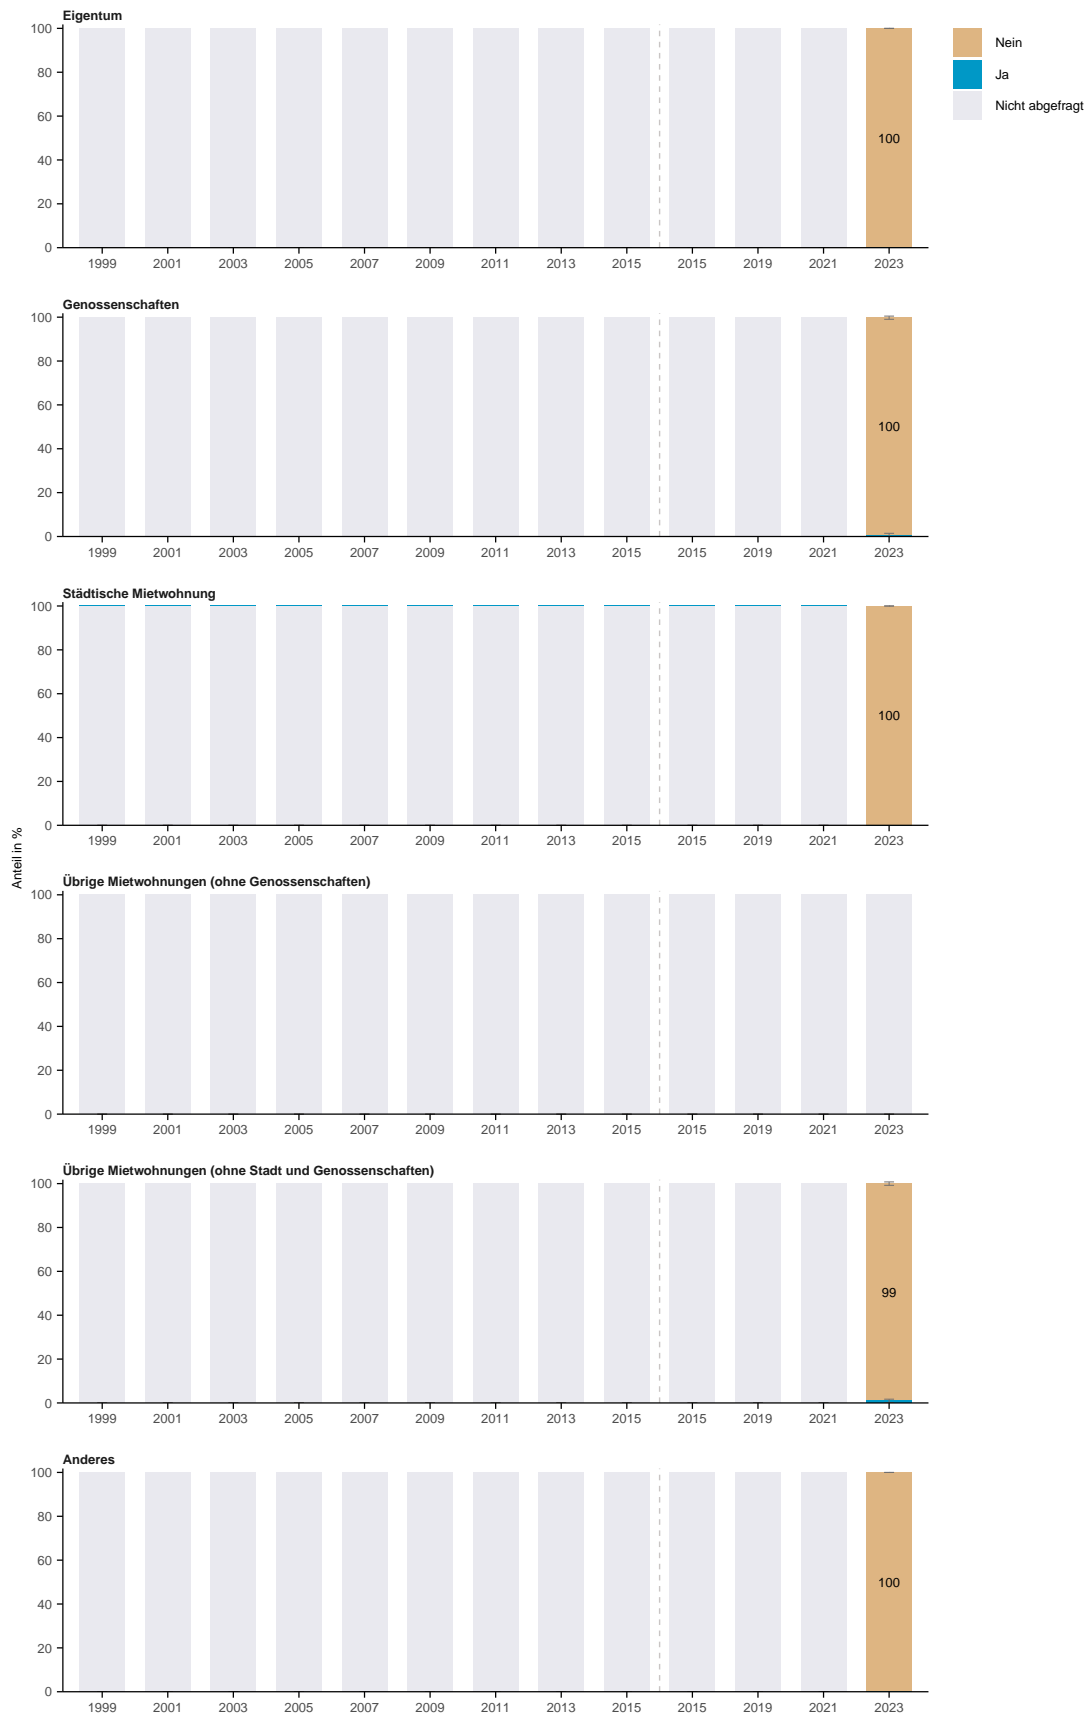 Eigentum
100
80
60
40
20
0
100
1999 2001 2003 2005 2007 2009 2011 2013 2015 2015 2019 2021 2023
Nein
Ja
Nicht abgefragt
Genossenschaften
100
80
60
40
20
0
100
1999 2001 2003 2005 2007 2009 2011 2013 2015 2015 2019 2021 2023
Städtische Mietwohnung
100
80
60
40
20
0
100
1999 2001 2003 2005 2007 2009 2011 2013 2015 2015 2019 2021 2023
Anteil in %
Übrige Mietwohnungen (ohne Genossenschaften)
100
80
60
40
20
0
1999 2001 2003 2005 2007 2009 2011 2013 2015 2015 2019 2021 2023
Übrige Mietwohnungen (ohne Stadt und Genossenschaften)
100
80
60
40
20
0
99
1999 2001 2003 2005 2007 2009 2011 2013 2015 2015 2019 2021 2023
Anderes
100
80
60
40
20
0
100
1999 2001 2003 2005 2007 2009 2011 2013 2015 2015 2019 2021 2023